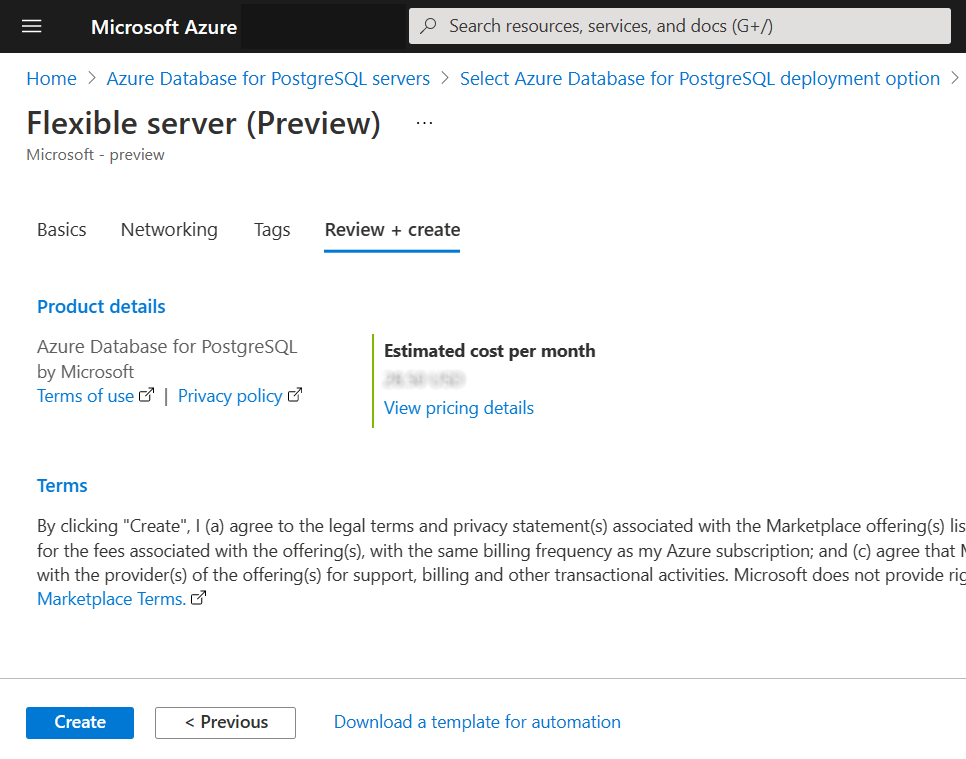 Microsoft Azure
Search resources, services, and docs (G+/)
Home > Azure Database for PostgreSQL servers > Select Azure Database for PostgreSQL deployment option >
Flexible server (Preview) ...
Microsoft - preview
Basics Networking Tags Review + create
Product details
Azure Database for PostgreSQL
by Microsoft
Terms of use | Privacy policy
Estimated cost per month
View pricing details
Terms
By clicking "Create", I (a) agree to the legal terms and privacy statement(s) associated with the Marketplace offering(s) lis
for the fees associated with the offering(s), with the same billing frequency as my Azure subscription; and (c) agree that M
with the provider(s) of the offering(s) for support, billing and other transactional activities. Microsoft does not provide rig
Marketplace Terms.
Create
< Previous
Download a template for automation